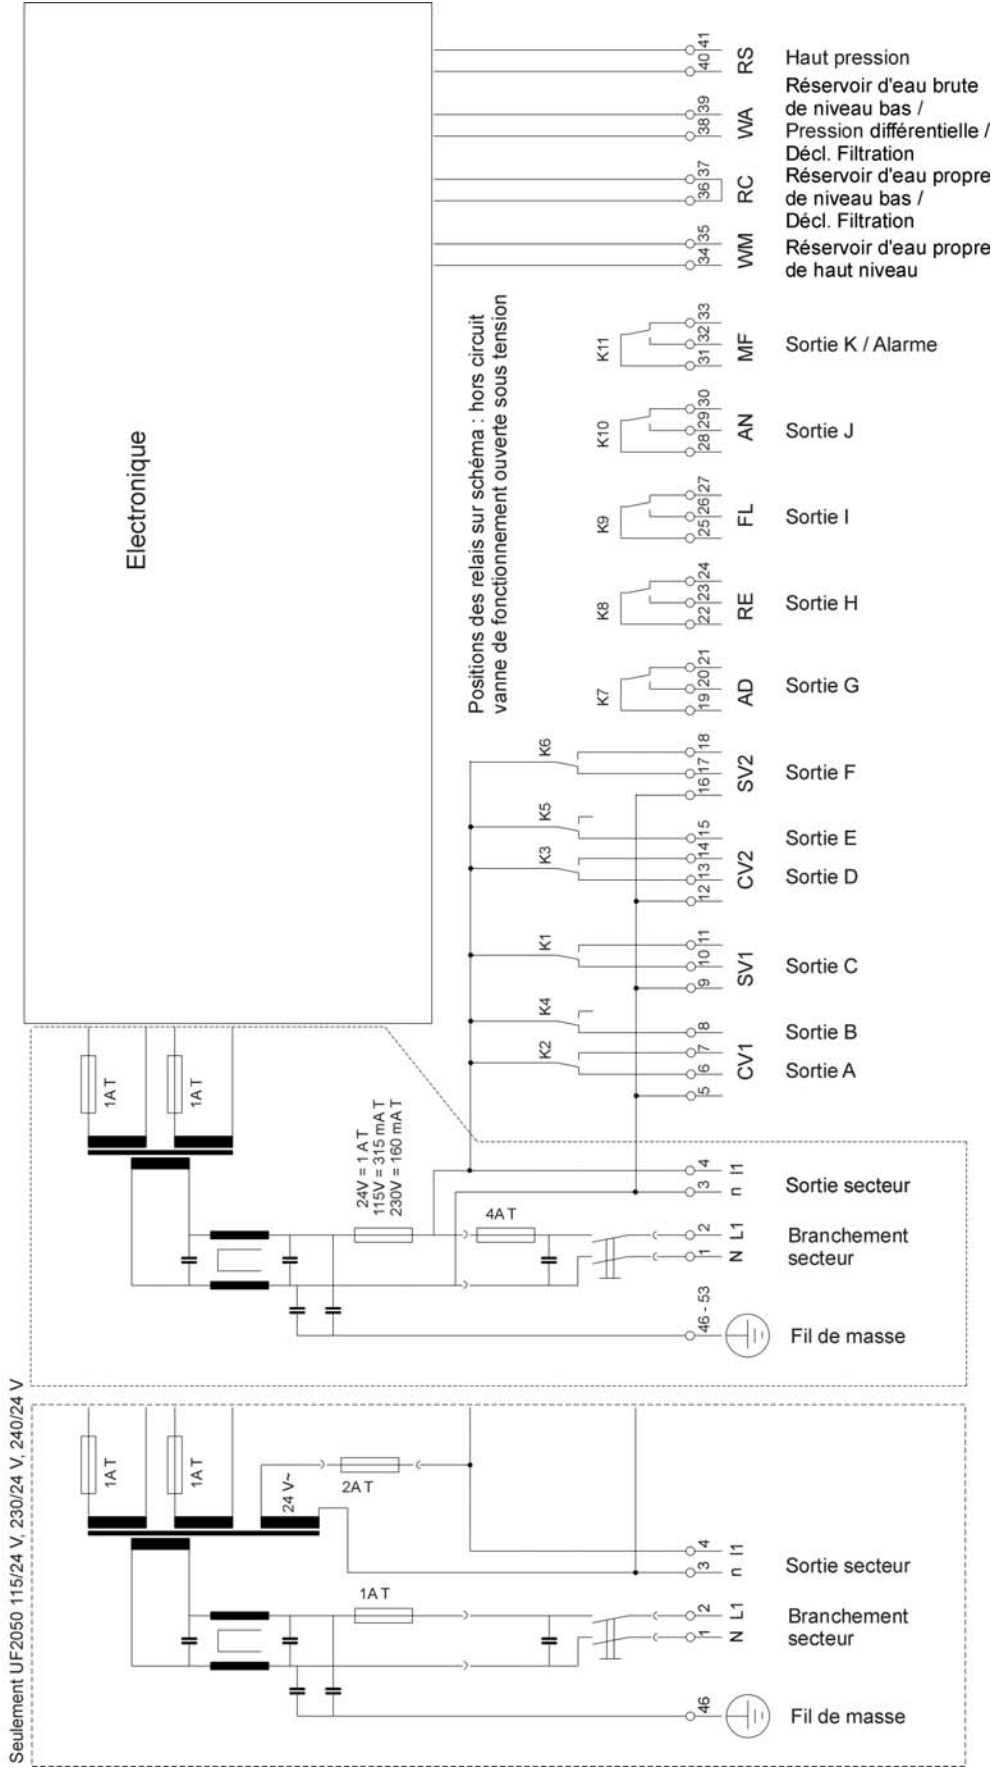 41
40
RS
Haut pression
39
38
WA
Réservoir d'eau brute
de niveau bas /
Pression différentielle /
Décl. Filtration
37
36
RC
Réservoir d'eau propre
de niveau bas /
Décl. Filtration
35
34
WM
Réservoir d'eau propre
de haut niveau
Electronique
Positions des relais sur schéma : hors circuit
vanne de fonctionnement ouverte sous tension
K11
33
32
31
MF
Sortie K / Alarme
K10
30
29
28
AN
Sortie J
K9
27
26
25
FL
Sortie I
K8
24
23
22
RE
Sortie H
K7
21
20
19
AD
Sortie G
K6
18
17
16
SV2
Sortie F
K5
15
Sortie E
K3
14
13
12
CV2
Sortie D
K1
11
10
9
SV1
Sortie C
K4
8
Sortie B
K2
7
6
5
CV1
Sortie A
1A T
1A T
24V = 1 A T
115V = 315 mA T
230V = 160 mA T
4A T
4
3
l1
n
Sortie secteur
2
1
L1
N
Branchement
secteur
46 - 53
Fil de masse
Seulement UF2050 115/24 V, 230/24 V, 240/24 V
1A T
1A T
24 V~
2A T
4
3
l1
n
Sortie secteur
1A T
2
1
L1
N
Branchement
secteur
46
Fil de masse